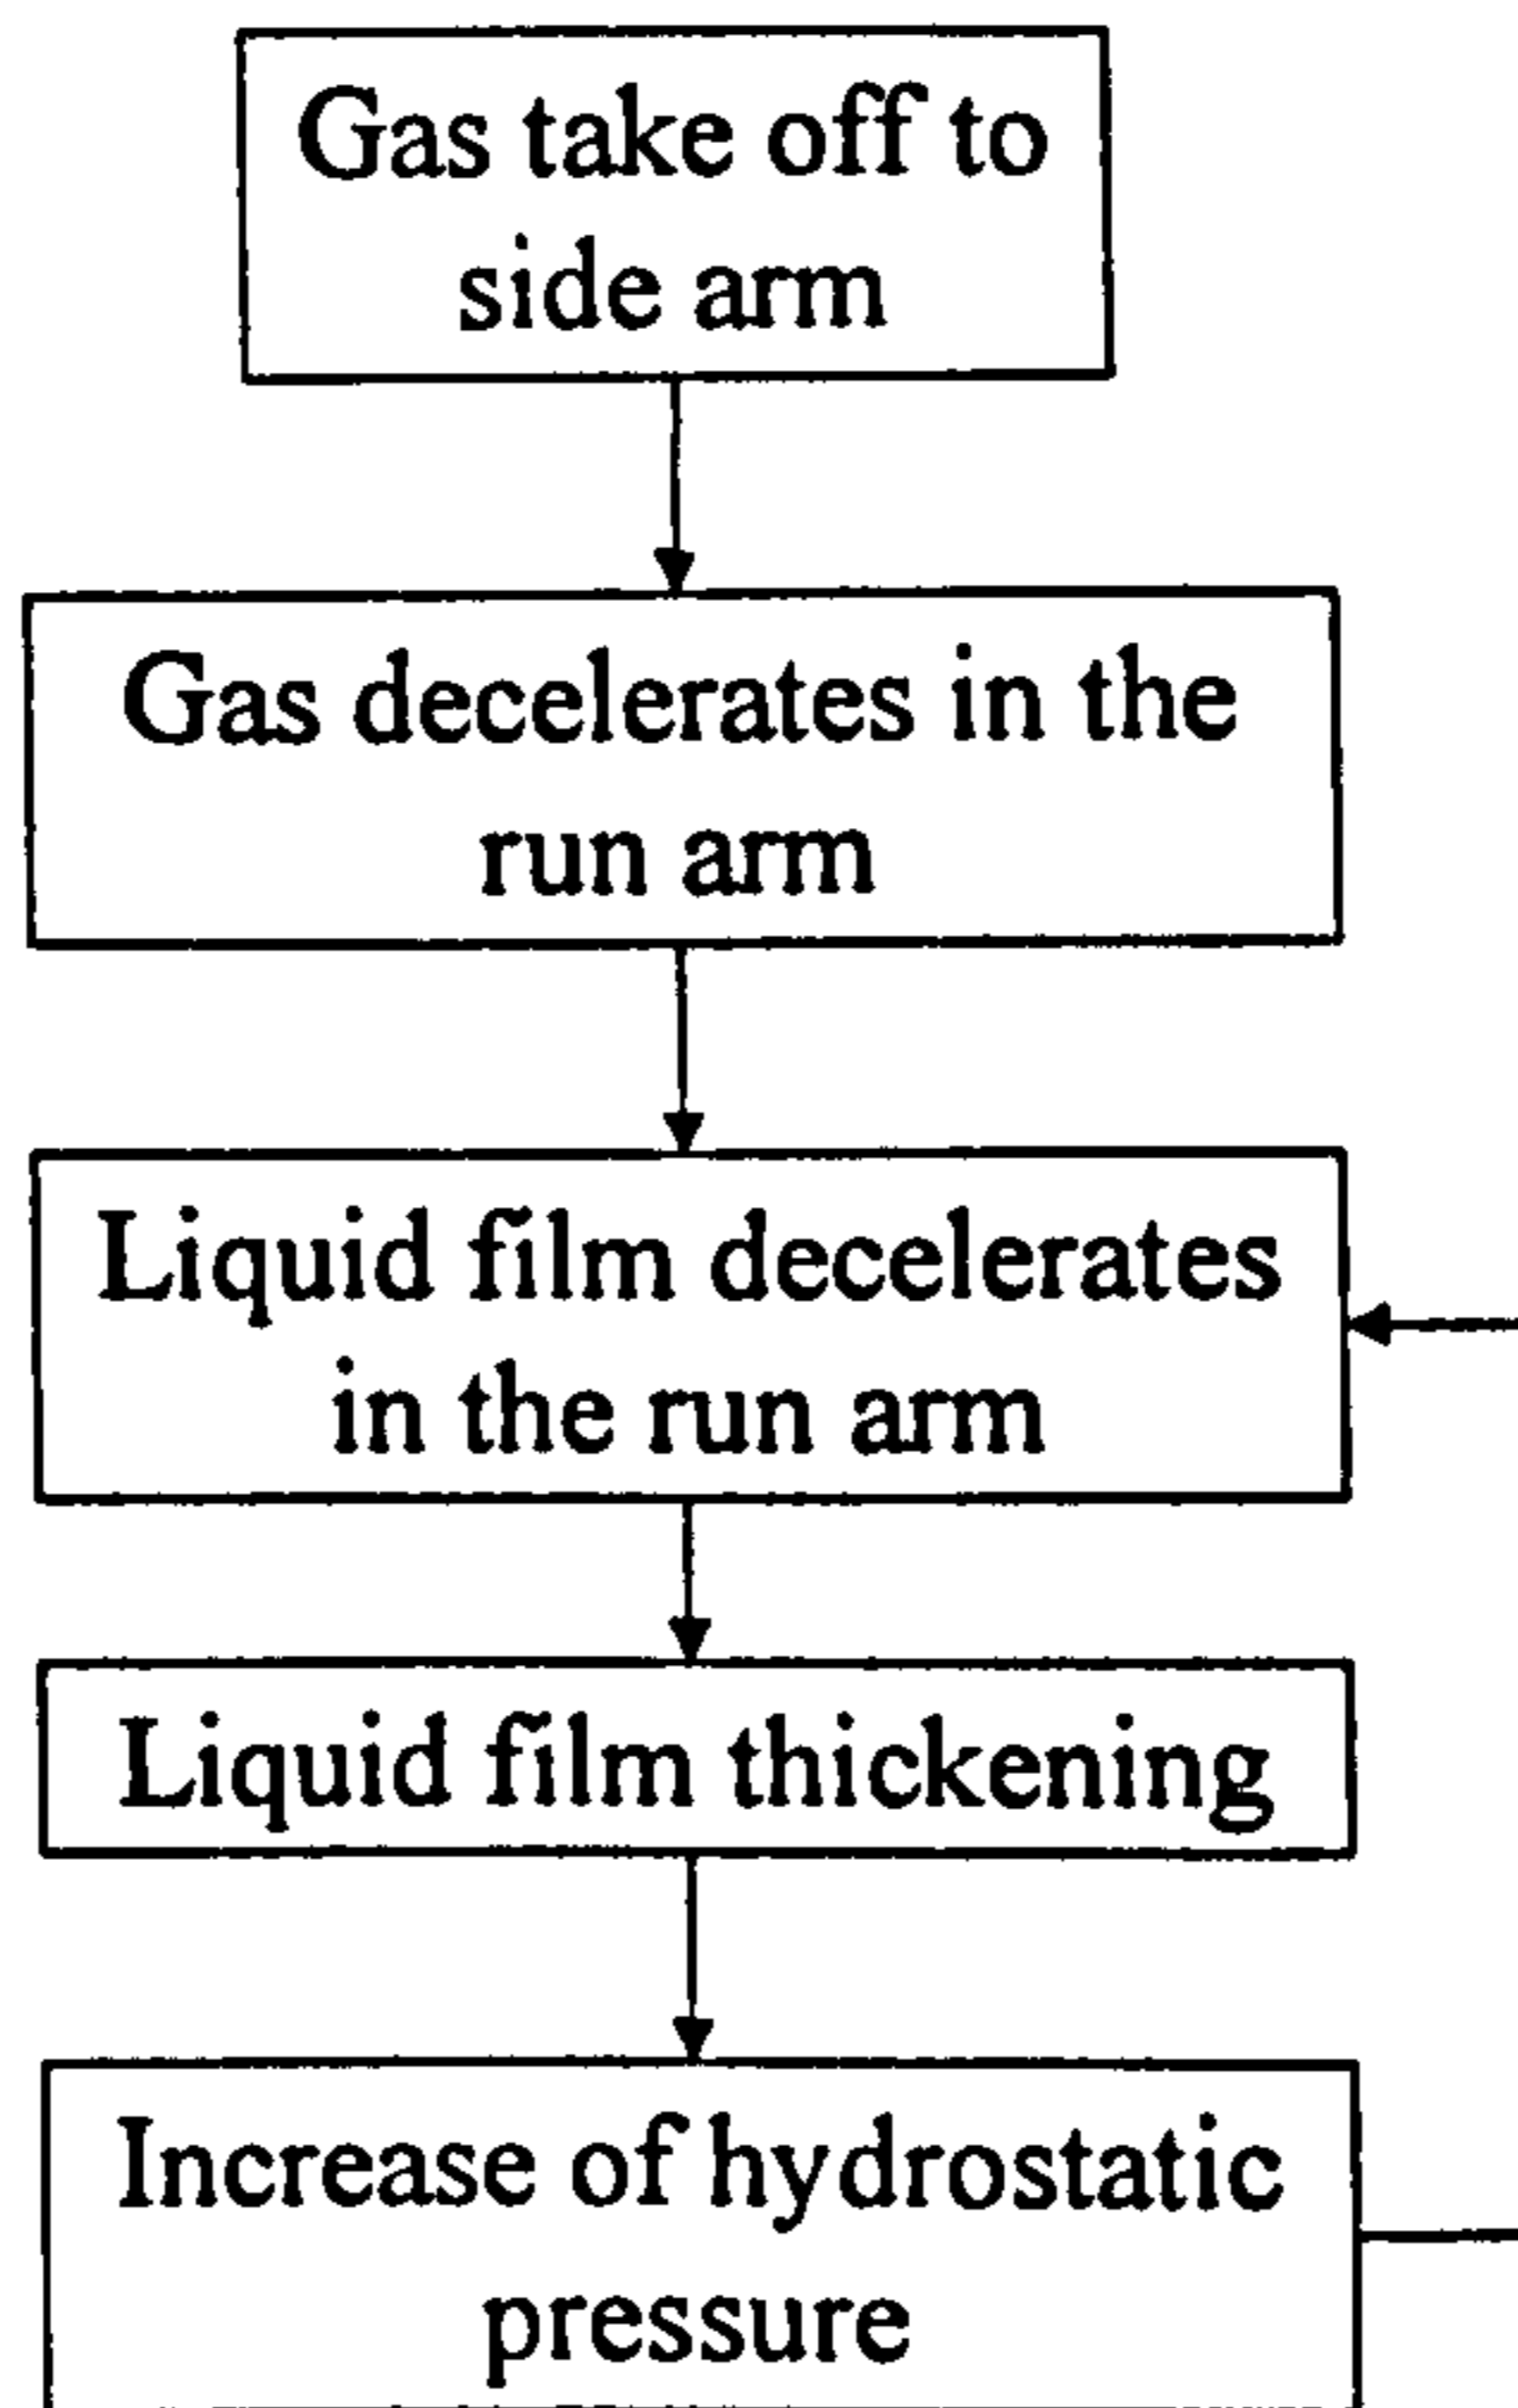 Gas take off to
side arm
Gas decelerates in the
run arm
Liquid film decelerates
in the run arm
Liquid film thickening
Increase of hydrostatic
pressure